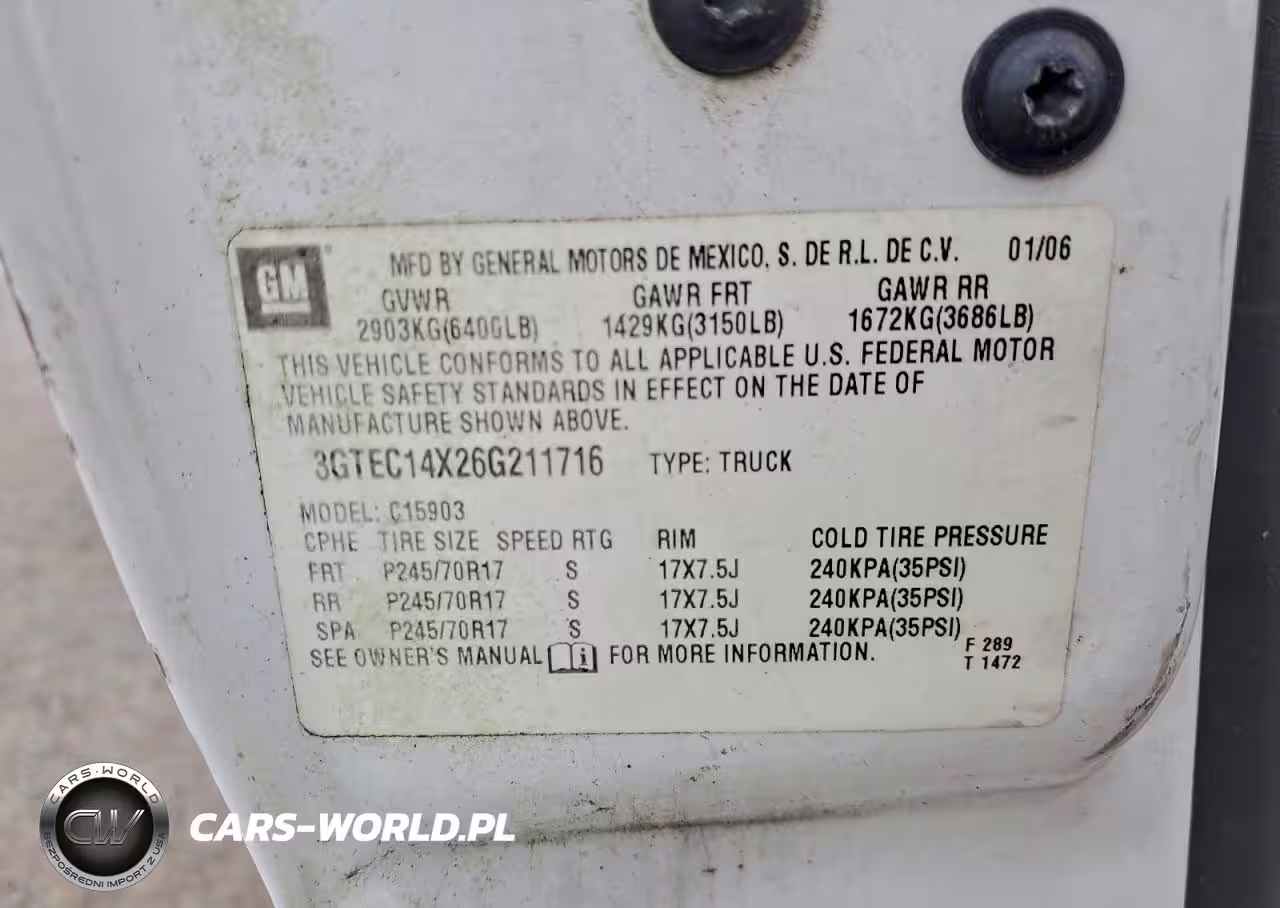 GM
MFD BY GENERAL MOTORS DE MEXICO, S. DE R.L. DE C.V. 01/06
GVWR GAWR FRT GAWR RR
2903KG(6400LB) 1429KG(3150LB) 1672KG(3686LB)
THIS VEHICLE CONFORMS TO ALL APPLICABLE U.S. FEDERAL MOTOR
VEHICLE SAFETY STANDARDS IN EFFECT ON THE DATE OF
MANUFACTURE SHOWN ABOVE.
3GTEC14X26G211716 TYPE: TRUCK
MODEL: C15903
CPHE TIRE SIZE SPEED RTG RIM COLD TIRE PRESSURE
FRT P245/70R17 S 17X7.5J 240KPA(35PSI)
RR P245/70R17 S 17X7.5J 240KPA(35PSI)
SPA P245/70R17 S 17X7.5J 240KPA(35PSI)
SEE OWNER'S MANUAL i FOR MORE INFORMATION.
F 289
T 1472
CARS-WORLD
CW
BEZPOŚREDNI IMPORT Z USA
CARS-WORLD.PL